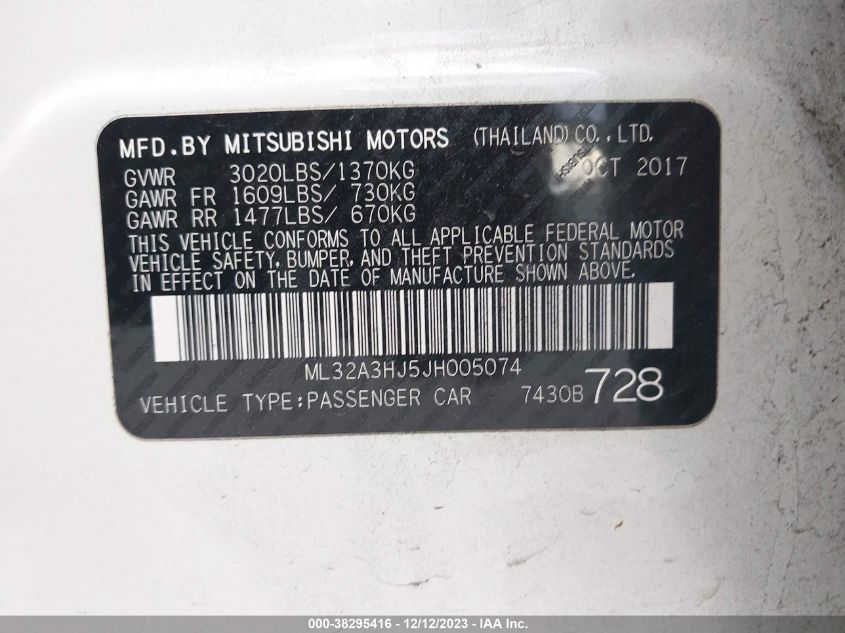 MFD.BY MITSUBISHI MOTORS (THAILAND) CO., LTD.
GVWR 3020LBS/1370KG OCT 2017
GAWR FR 1609LBS/ 730KG
GAWR RR 1477LBS/ 670KG
THIS VEHICLE CONFORMS TO ALL APPLICABLE FEDERAL MOTOR
VEHICLE SAFETY, BUMPER, AND THEFT PREVENTION STANDARDS
IN EFFECT ON THE DATE OF MANUFACTURE SHOWN ABOVE.
ML32A3HJ5JH005074
VEHICLE TYPE:PASSENGER CAR 7430B 728
000-38295416 - 12/12/2023 - IAA Inc.